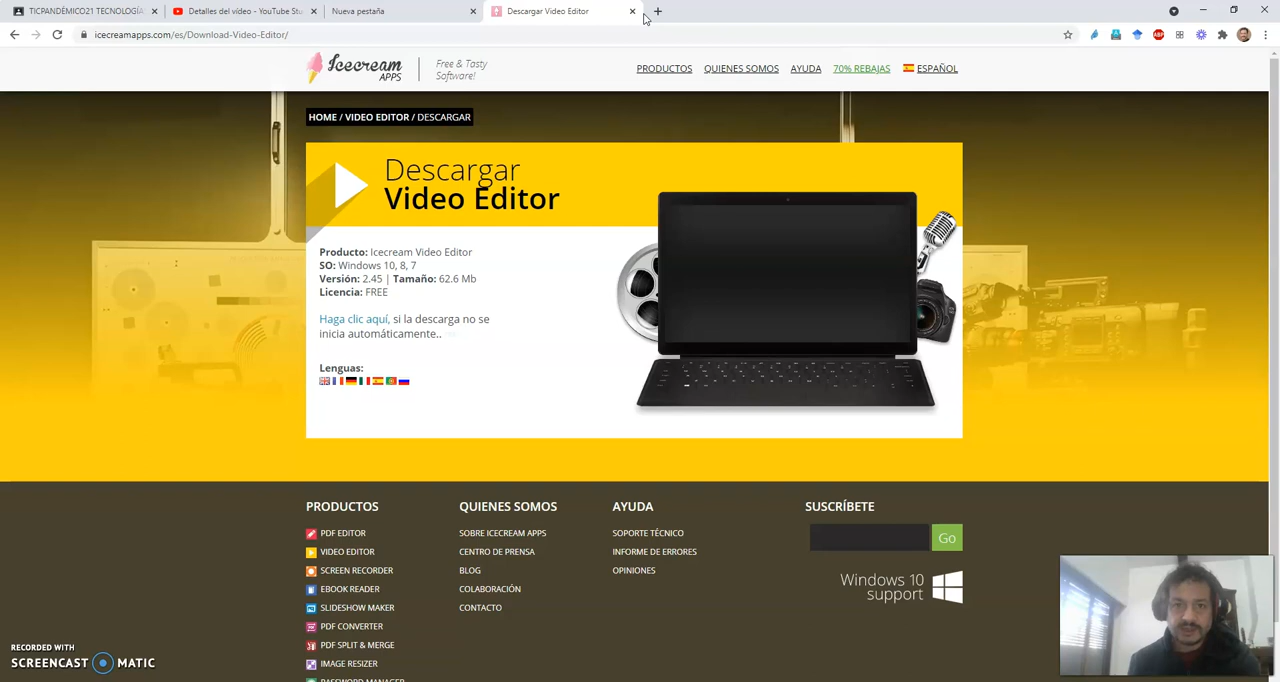 TICPANDÉMICO21 TECNOLOGÍA
Detalles del vídeo - YouTube Stu
Nueva pestaña
Descargar Video Editor
icecreamapps.com/es/Download-Video-Editor/
ABP
Icecream
APPS
Free & Tasty
Software!
PRODUCTOS
QUIENES SOMOS
AYUDA
70% REBAJAS
ESPAÑOL
HOME / VIDEO EDITOR / DESCARGAR
Descargar
Video Editor
Producto: Icecream Video Editor
SO: Windows 10, 8, 7
Versión: 2.45 | Tamaño: 62.6 Mb
Licencia: FREE
Haga clic aquí, si la descarga no se
inicia automáticamente..
Lenguas:
PRODUCTOS
PDF EDITOR
VIDEO EDITOR
SCREEN RECORDER
EBOOK READER
SLIDESHOW MAKER
PDF CONVERTER
PDF SPLIT & MERGE
IMAGE RESIZER
PASSWORD MANAGER
QUIENES SOMOS
SOBRE ICECREAM APPS
CENTRO DE PRENSA
BLOG
COLABORACIÓN
CONTACTO
AYUDA
SOPORTE TÉCNICO
INFORME DE ERRORES
OPINIONES
SUSCRÍBETE
Go
Windows 10
support
RECORDED WITH
SCREENCAST MATIC